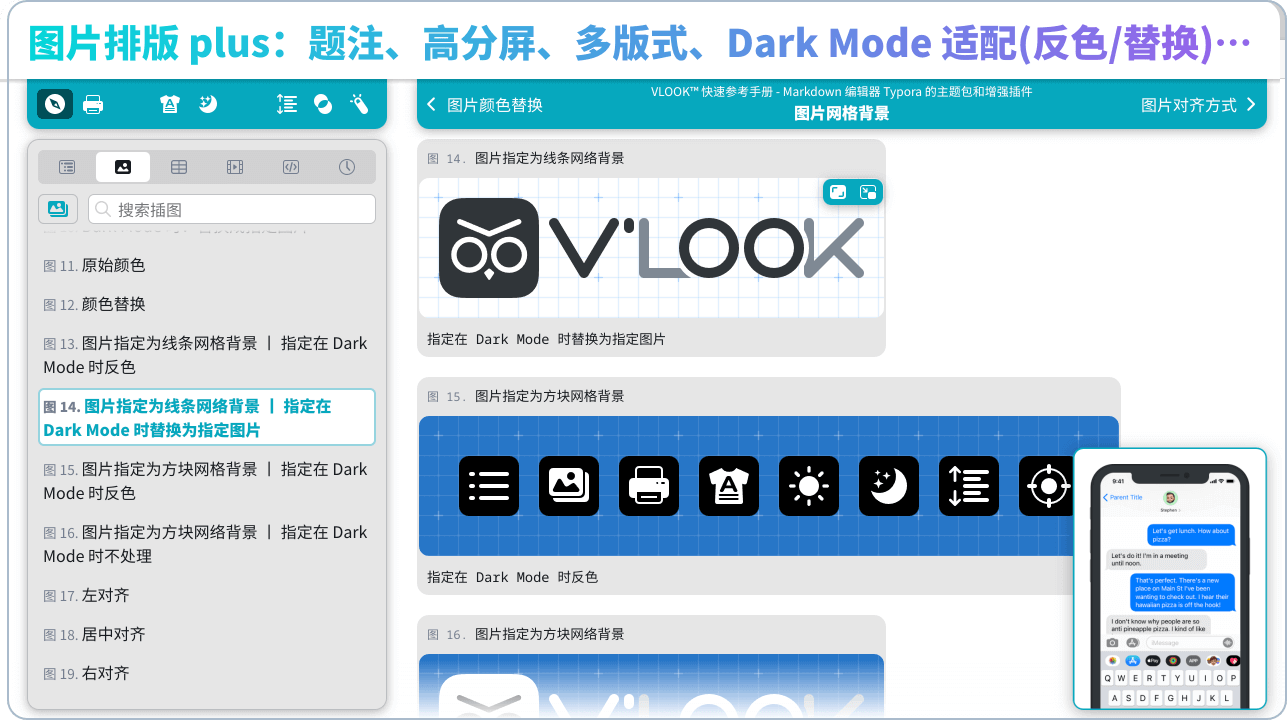 图片排版 plus：题注、高分屏、多版式、Dark Mode 适配(反色/替换)…
图片颜色替换
VLOOK™ 快速参考手册 - Markdown 编辑器 Typora 的主题包和增强插件
图片网格背景
图片对齐方式
搜索插图
图 11. 原始颜色
图 12. 颜色替换
图 13. 图片指定为线条网格背景 丨 指定在 Dark
Mode 时反色
图 14. 图片指定为线条网络背景 丨 指定在
Dark Mode 时替换为指定图片
图 15. 图片指定为方块网格背景 丨 指定在 Dark
Mode 时反色
图 16. 图片指定为方块网络背景 丨 指定在 Dark
Mode 时不处理
图 17. 左对齐
图 18. 居中对齐
图 19. 右对齐
图 14. 图片指定为线条网络背景
V'LOOK
指定在 Dark Mode 时替换为指定图片
图 15. 图片指定为方块网格背景
A
指定在 Dark Mode 时反色
图 16. 图片指定为方块网络背景
V'LOOK
9:41
Parent Title
Stephen
Let's get lunch. How about
pizza?
Let's do it! I'm in a meeting
until noon.
That's perfect. There's a new
place on Main St I've been
wanting to check out. I hear their
hawaiian pizza is off the hook!
I don't know why people are so
anti pineapple pizza. I kind of like
iMessage
Pay
APP
Q W E R T Y U I O P
A S D F G H J K L